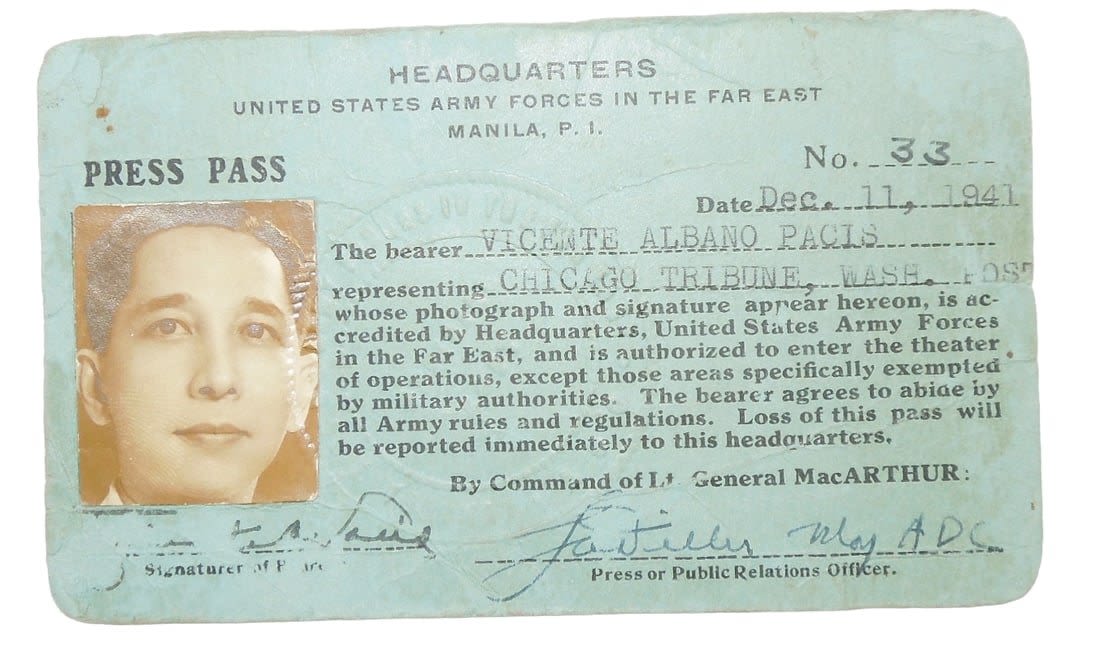 HEADQUARTERS
UNITED STATES ARMY FORCES IN THE FAR EAST
MANILA, P. I.
PRESS PASS
No. 33
Date Dec. 11, 1941
The bearer VICENTE ALBANO PACIS
representing CHICAGO TRIBUNE, WASH. POST
whose photograph and signature appear hereon, is ac-
credited by Headquarters, United States Army Forces
in the Far East, and is authorized to enter the theater
of operations, except those areas specifically exempted
by military authorities. The bearer agrees to abide by
all Army rules and regulations. Loss of this pass will
be reported immediately to this headquarters.
By Command of Lt. General MacARTHUR:
ADC
Signaturer of
Press or Public Relations Officer.